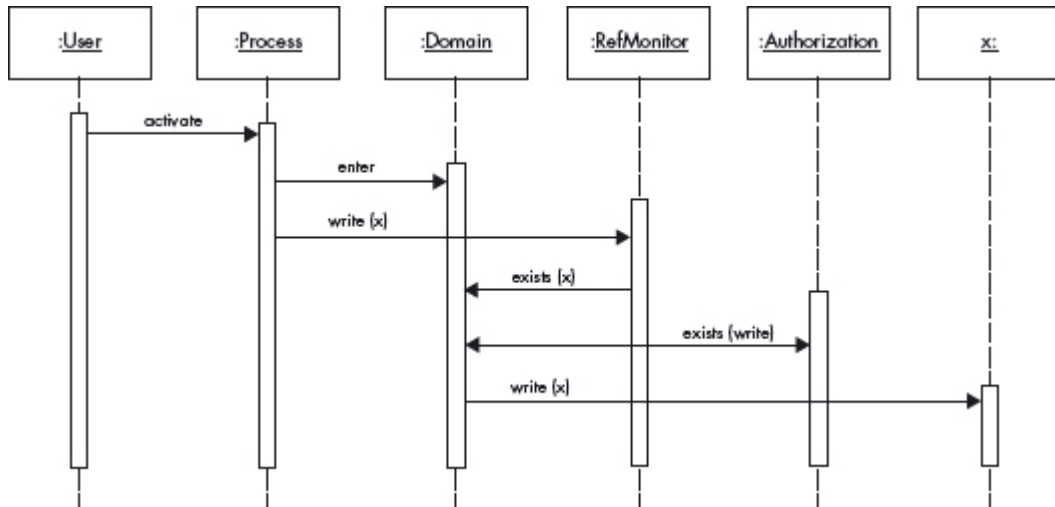 :User
:Process
:Domain
:RefMonitor
:Authorization
x:
activate
enter
write (x)
exists (x)
exists (write)
write (x)